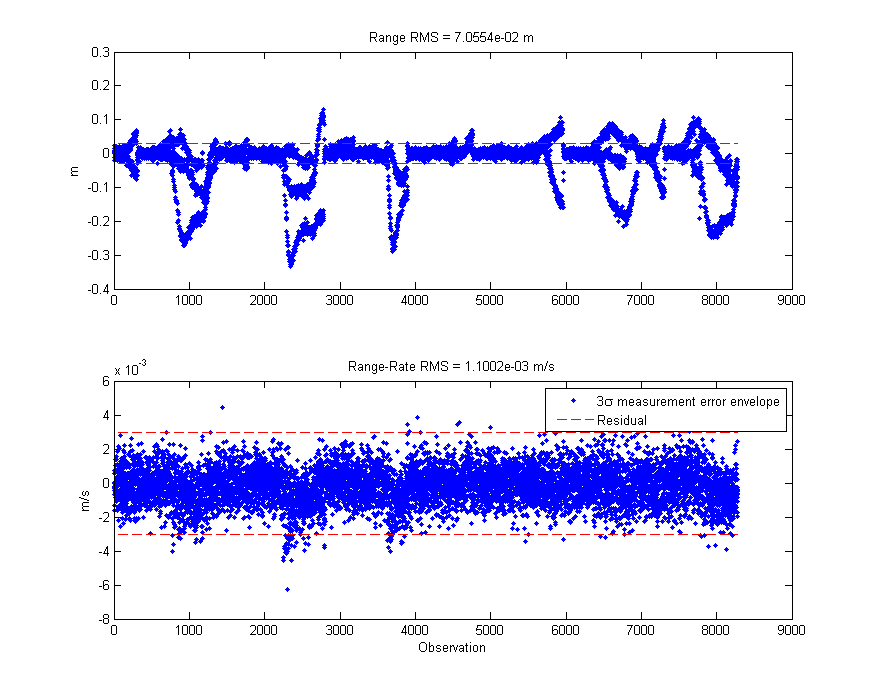 Range RMS = 7.0554e-02 m
0.3
0.2
0.1
0
-0.1
-0.2
-0.3
-0.4
m
0 1000 2000 3000 4000 5000 6000 7000 8000 9000
Range-Rate RMS = 1.1002e-03 m/s
x 10^-3
6
4
2
0
-2
-4
-6
-8
m/s
3σ measurement error envelope
Residual
0 1000 2000 3000 4000 5000 6000 7000 8000 9000
Observation